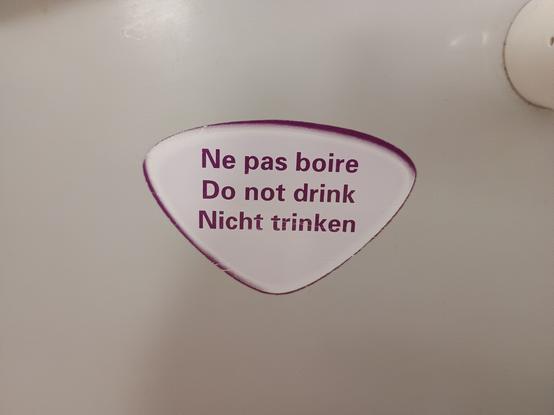 Ne pas boire
Do not drink
Nicht trinken